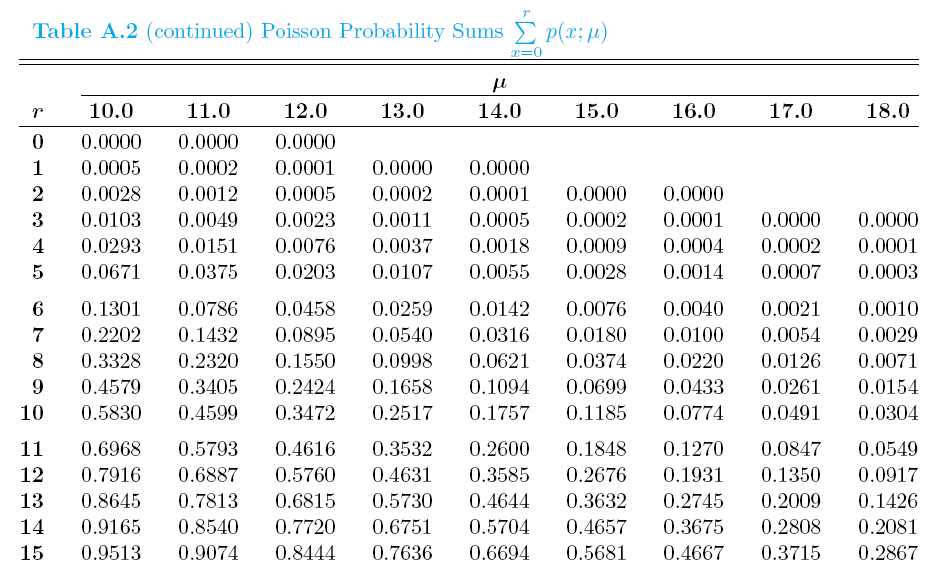 Table A.2 (continued) Poisson Probability Sums \sum_{x=0}^{r} p(x; μ)
μ
r 10.0 11.0 12.0 13.0 14.0 15.0 16.0 17.0 18.0
0 0.0000 0.0000 0.0000
1 0.0005 0.0002 0.0001 0.0000 0.0000
2 0.0028 0.0012 0.0005 0.0002 0.0001 0.0000 0.0000
3 0.0103 0.0049 0.0023 0.0011 0.0005 0.0002 0.0001 0.0000 0.0000
4 0.0293 0.0151 0.0076 0.0037 0.0018 0.0009 0.0004 0.0002 0.0001
5 0.0671 0.0375 0.0203 0.0107 0.0055 0.0028 0.0014 0.0007 0.0003
6 0.1301 0.0786 0.0458 0.0259 0.0142 0.0076 0.0040 0.0021 0.0010
7 0.2202 0.1432 0.0895 0.0540 0.0316 0.0180 0.0100 0.0054 0.0029
8 0.3328 0.2320 0.1550 0.0998 0.0621 0.0374 0.0220 0.0126 0.0071
9 0.4579 0.3405 0.2424 0.1658 0.1094 0.0699 0.0433 0.0261 0.0154
10 0.5830 0.4599 0.3472 0.2517 0.1757 0.1185 0.0774 0.0491 0.0304
11 0.6968 0.5793 0.4616 0.3532 0.2600 0.1848 0.1270 0.0847 0.0549
12 0.7916 0.6887 0.5760 0.4631 0.3585 0.2676 0.1931 0.1350 0.0917
13 0.8645 0.7813 0.6815 0.5730 0.4644 0.3632 0.2745 0.2009 0.1426
14 0.9165 0.8540 0.7720 0.6751 0.5704 0.4657 0.3675 0.2808 0.2081
15 0.9513 0.9074 0.8444 0.7636 0.6694 0.5681 0.4667 0.3715 0.2867